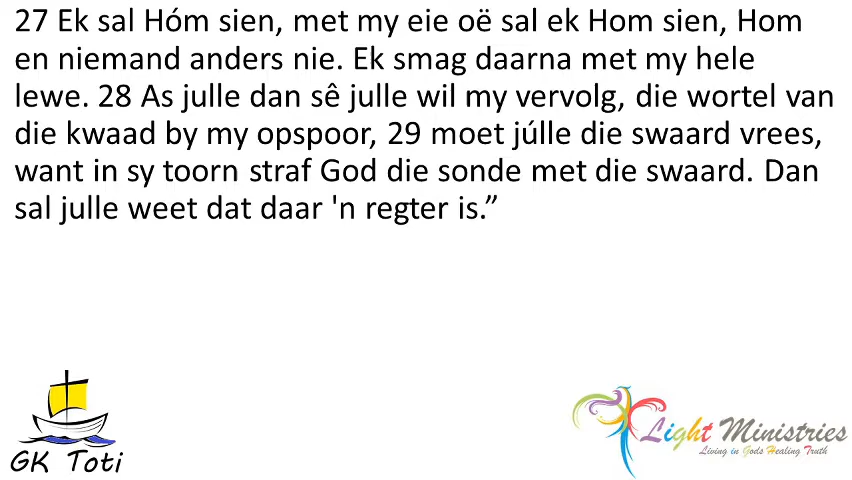 27 Ek sal Hóm sien, met my eie oë sal ek Hom sien, Hom
en niemand anders nie. Ek smag daarna met my hele
lewe. 28 As julle dan sê julle wil my vervolg, die wortel van
die kwaad by my opspoor, 29 moet júlle die swaard vrees,
want in sy toorn straf God die sonde met die swaard. Dan
sal julle weet dat daar 'n regter is.”
GK Toti
Light Ministries
Living in Gods Healing Truth